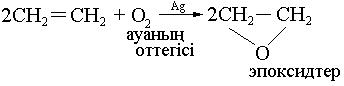 2CH₂=CH₂ + O₂ Ag→ 2CH₂—CH₂
ауаның
оттегісі
O
эпоксидтер